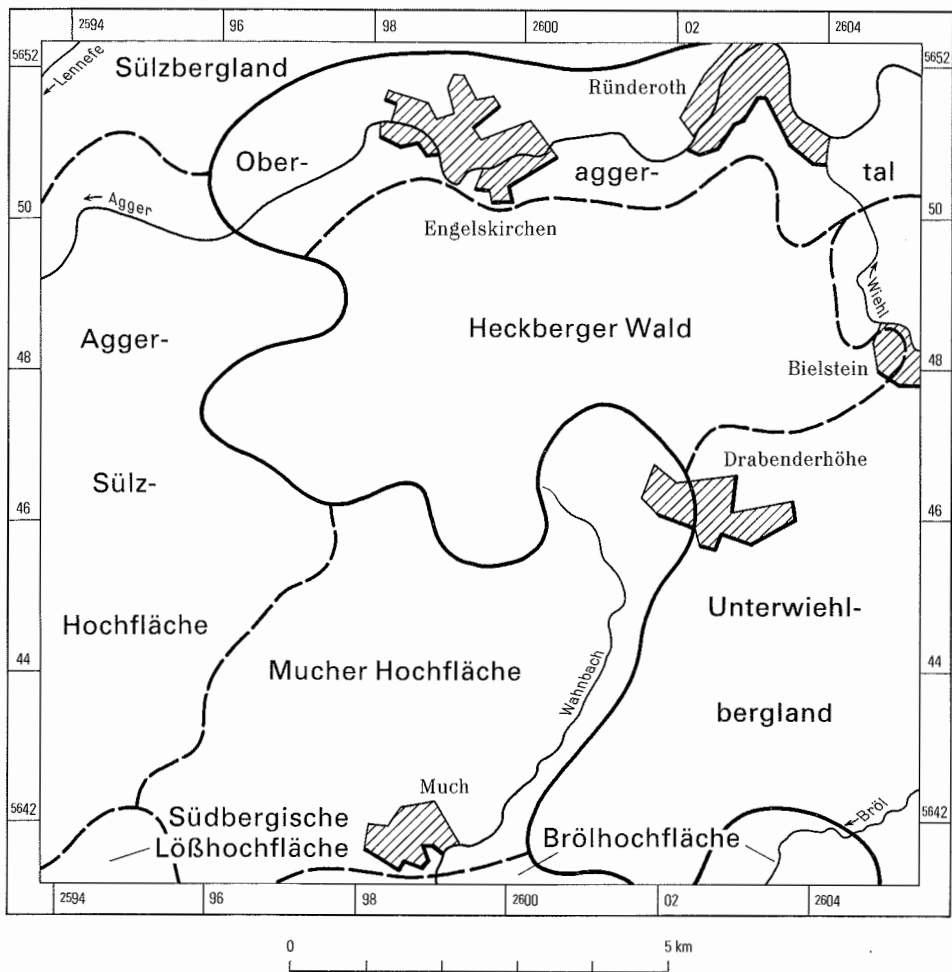 2594 96 98 2600 02 2604
5652 5652
Lennefe
Sülzbergland
Ründeroth
Ober-
agger-
tal
50 50
Agger
Engelskirchen
Wiehl
Agger-
Heckberger Wald
48 48
Bielstein
Drabenderhöhe
Sülz-
46 46
Unterwiehl-
Hochfläche
Mucher Hochfläche
44 44
Wahnbach
bergland
Much
5642 5642
Südbergische
Lößhochfläche
Brölhochfläche
Bröl
2594 96 98 2600 02 2604
0 5 km